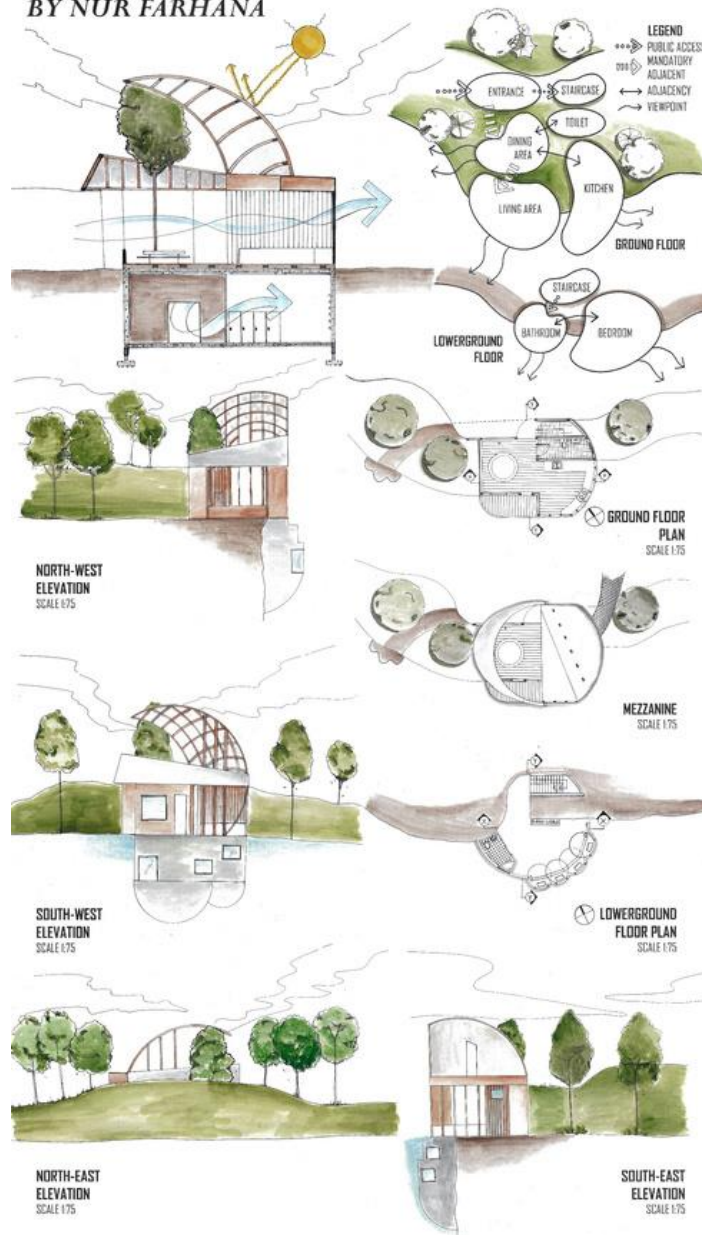 BY NUR FARHANA
LEGEND
PUBLIC ACCESS
MANDATORY
ADJACENT
ADJACENCY
VIEWPOINT
ENTRANCE
STAIRCASE
TOILET
DINING
AREA
KITCHEN
LIVING AREA
GROUND FLOOR
STAIRCASE
BATHROOM
BEDROOM
LOWERGROUND
FLOOR
GROUND FLOOR
PLAN
SCALE 1:75
NORTH-WEST
ELEVATION
SCALE 1:75
MEZZANINE
SCALE 1:75
SOUTH-WEST
ELEVATION
SCALE 1:75
LOWERGROUND
FLOOR PLAN
SCALE 1:75
NORTH-EAST
ELEVATION
SCALE 1:75
SOUTH-EAST
ELEVATION
SCALE 1:75